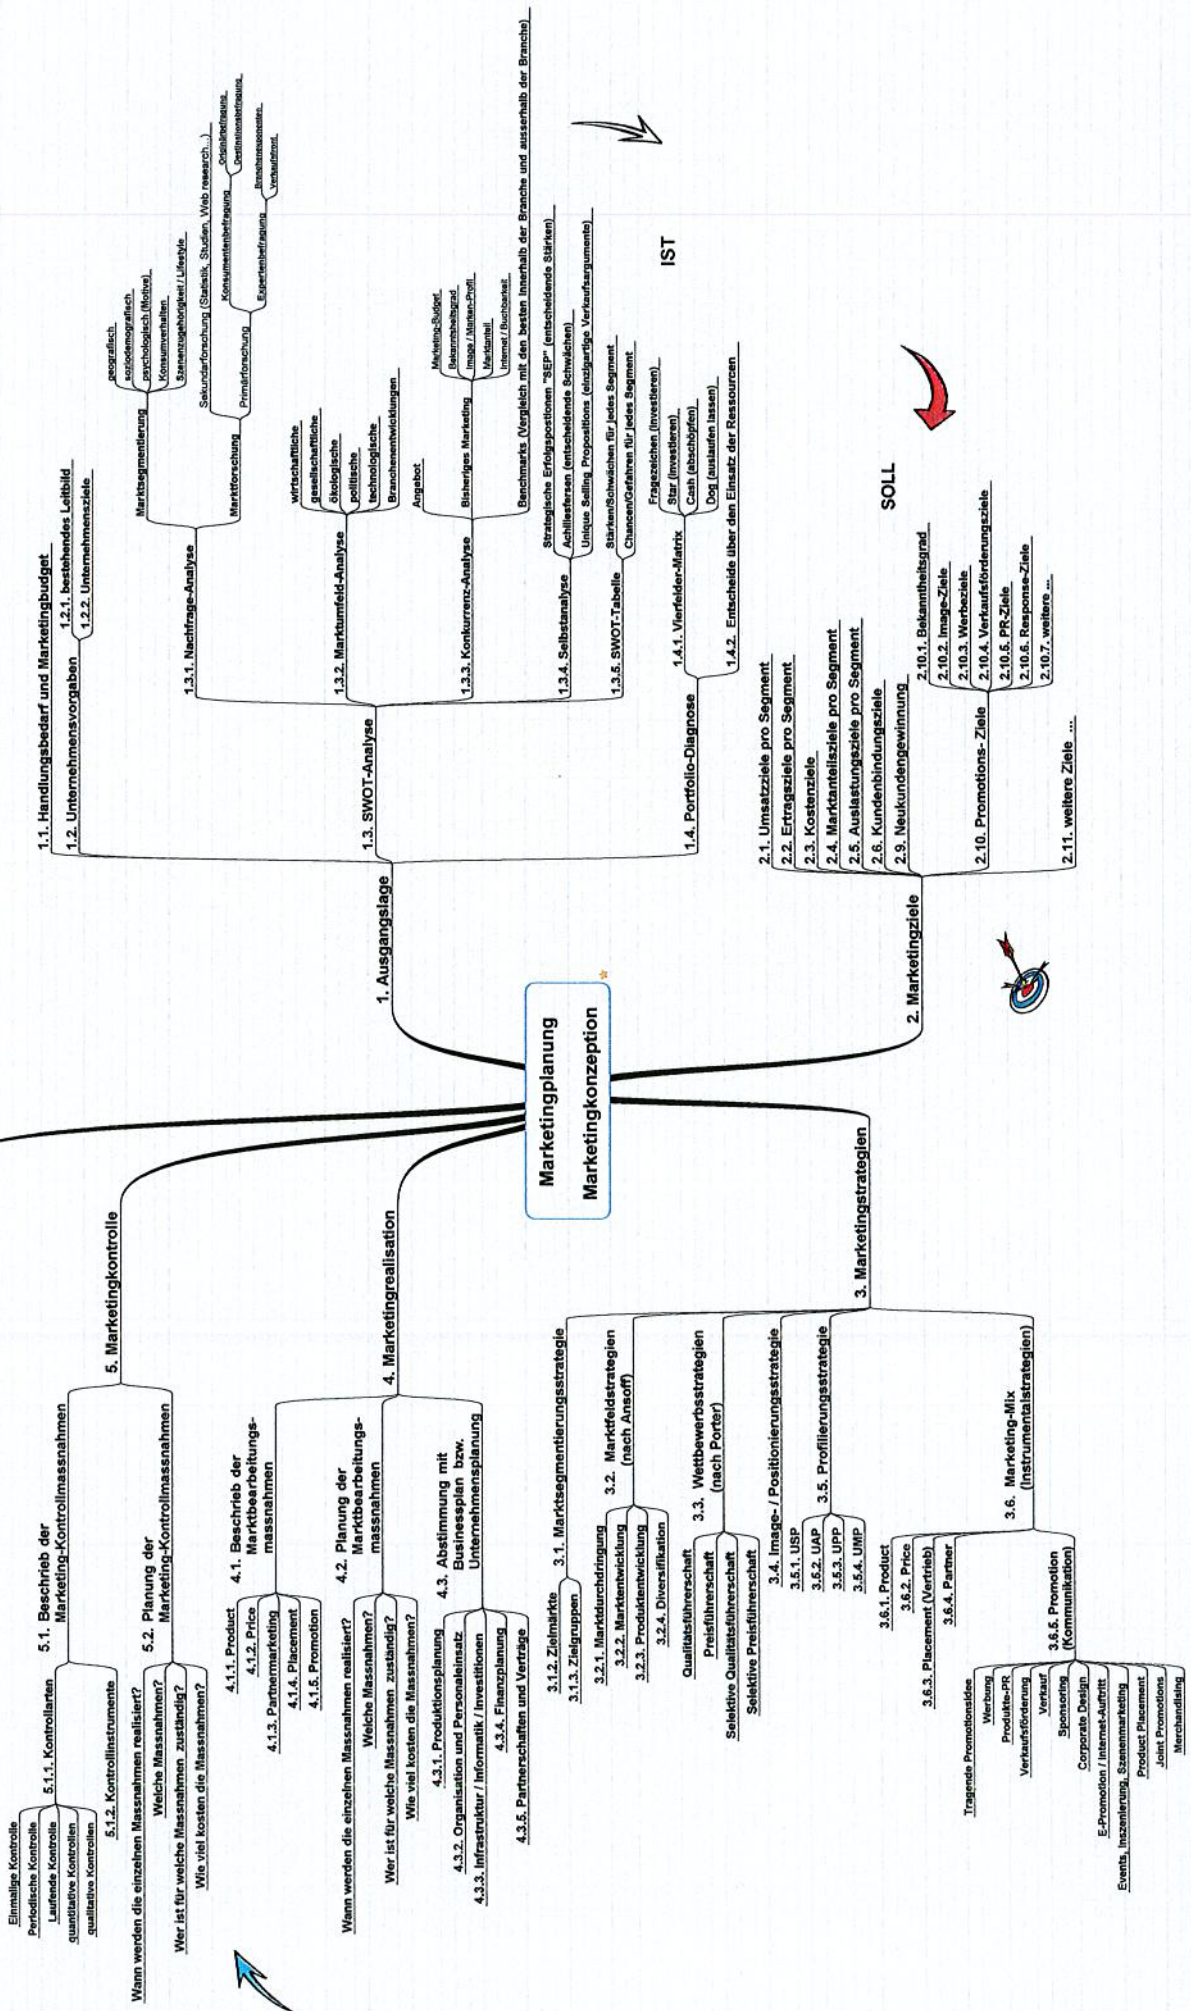 Marketingplanung
Marketingkonzeption
1. Ausgangslage
1.1. Handlungsbedarf und Marketingbudget
1.2. Unternehmensvorgaben
1.2.1. bestehendes Leitbild
1.2.2. Unternehmensziele
1.3. SWOT-Analyse
1.3.1. Nachfrage-Analyse
Marktsegmentierung
geografisch
soziodemografisch
psychologisch (Motive)
Konsumverhalten
Szenenzugehörigkeit / Lifestyle
Marktforschung
Sekundarforschung (Statistik, Studien, Web research...)
Primärforschung
Konsumentenbefragung
Originärbefragung
Destinationsbefragung
Expertenbefragung
Branchenexponenten
Verkaufsfront
1.3.2. Marktumfeld-Analyse
wirtschaftliche
gesellschaftliche
ökologische
politische
technologische
Branchenentwicklungen
1.3.3. Konkurrenz-Analyse
Angebot
Bisheriges Marketing
Marketing-Budget
Bekanntheitsgrad
Image / Marken-Profil
Marktanteil
Internet / Buchbarkeit
Benchmarks (Vergleich mit den besten innerhalb der Branche und ausserhalb der Branche)
1.3.4. Selbstanalyse
Strategische Erfolgspostionen "SEP" (entscheidende Stärken)
Achillesfersen (entscheidende Schwächen)
Unique Selling Propositions (einzigartige Verkaufsargumente)
1.3.5. SWOT-Tabelle
Stärken/Schwächen für jedes Segment
Chancen/Gefahren für jedes Segment
1.4. Portfolio-Diagnose
1.4.1. Vierfelder-Matrix
Fragezeichen (investieren)
Star (investieren)
Cash (abschöpfen)
Dog (auslaufen lassen)
1.4.2. Entscheide über den Einsatz der Ressourcen
IST
SOLL
2. Marketingziele
2.1. Umsatzziele pro Segment
2.2. Ertragsziele pro Segment
2.3. Kostenziele
2.4. Marktanteilsziele pro Segment
2.5. Auslastungsziele pro Segment
2.6. Kundenbindungsziele
2.9. Neukundengewinnung
2.10. Promotions- Ziele
2.10.1. Bekanntheitsgrad
2.10.2. Image-Ziele
2.10.3. Werbeziele
2.10.4. Verkaufsförderungsziele
2.10.5. PR-Ziele
2.10.6. Response-Ziele
2.10.7. weitere ...
2.11. weitere Ziele ...
3. Marketingstrategien
3.1. Marktsegmentierungsstrategie
3.1.2. Zielmärkte
3.1.3. Zielgruppen
3.2. Marktfeldstrategien
(nach Ansoff)
3.2.1. Marktdurchdringung
3.2.2. Marktentwicklung
3.2.3. Produktentwicklung
3.2.4. Diversifikation
3.3. Wettbewerbsstrategien
(nach Porter)
Qualitätsführerschaft
Preisführerschaft
Selektive Qualitätsführerschaft
Selektive Preisführerschaft
3.4. Image- / Positionierungsstrategie
3.5. Profilierungsstrategie
3.5.1. USP
3.5.2. UAP
3.5.3. UPP
3.5.4. UMP
3.6. Marketing-Mix
(Instrumentalstrategien)
3.6.1. Product
3.6.2. Price
3.6.3. Placement (Vertrieb)
3.6.4. Partner
3.6.5. Promotion
(Kommunikation)
Tragende Promotionsidee
Werbung
Produkte-PR
Verkaufsförderung
Verkauf
Sponsoring
Corporate Design
E-Promotion / Internet-Auftritt
Events, Inszenierung, Szenenmarketing
Product Placement
Joint Promotions
Merchandising
4. Marketingrealisation
4.1. Beschrieb der
Marktbearbeitungs-
massnahmen
4.1.1. Product
4.1.2. Price
4.1.3. Partnermarketing
4.1.4. Placement
4.1.5. Promotion
4.2. Planung der
Marktbearbeitungs-
massnahmen
Wann werden die einzelnen Massnahmen realisiert?
Welche Massnahmen?
Wer ist für welche Massnahmen zuständig?
Wie viel kosten die Massnahmen?
4.3. Abstimmung mit
Businessplan bzw.
Unternehmensplanung
4.3.1. Produktionsplanung
4.3.2. Organisation und Personaleinsatz
4.3.3. Infrastruktur / Informatik / Investitionen
4.3.4. Finanzplanung
4.3.5. Partnerschaften und Verträge
5. Marketingkontrolle
5.1. Beschrieb der
Marketing-Kontrollmassnahmen
5.1.1. Kontrollarten
Einmalige Kontrolle
Periodische Kontrolle
Laufende Kontrolle
quantitative Kontrollen
qualitative Kontrollen
5.1.2. Kontrollinstrumente
5.2. Planung der
Marketing-Kontrollmassnahmen
Wann werden die einzelnen Massnahmen realisiert?
Welche Massnahmen?
Wer ist für welche Massnahmen zuständig?
Wie viel kosten die Massnahmen?